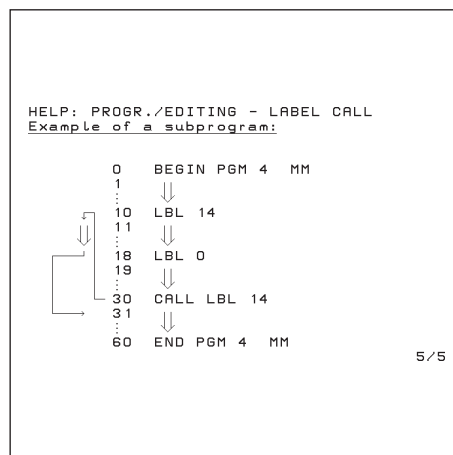 HELP: PROGR./EDITING - LABEL CALL
Example of a subprogram:
0 BEGIN PGM 4 MM
1
10 LBL 14
11
18 LBL 0
19
30 CALL LBL 14
31
60 END PGM 4 MM
5/5